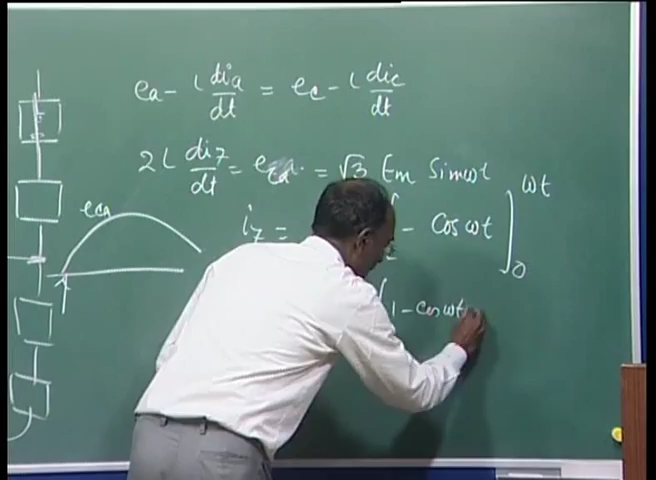 ea - L dia/dt = ec - L dic/dt
2L di7/dt = eca = √3 Em Sinωt
eca
i7 = - Cosωt ]0 ωt
1 - cosωt